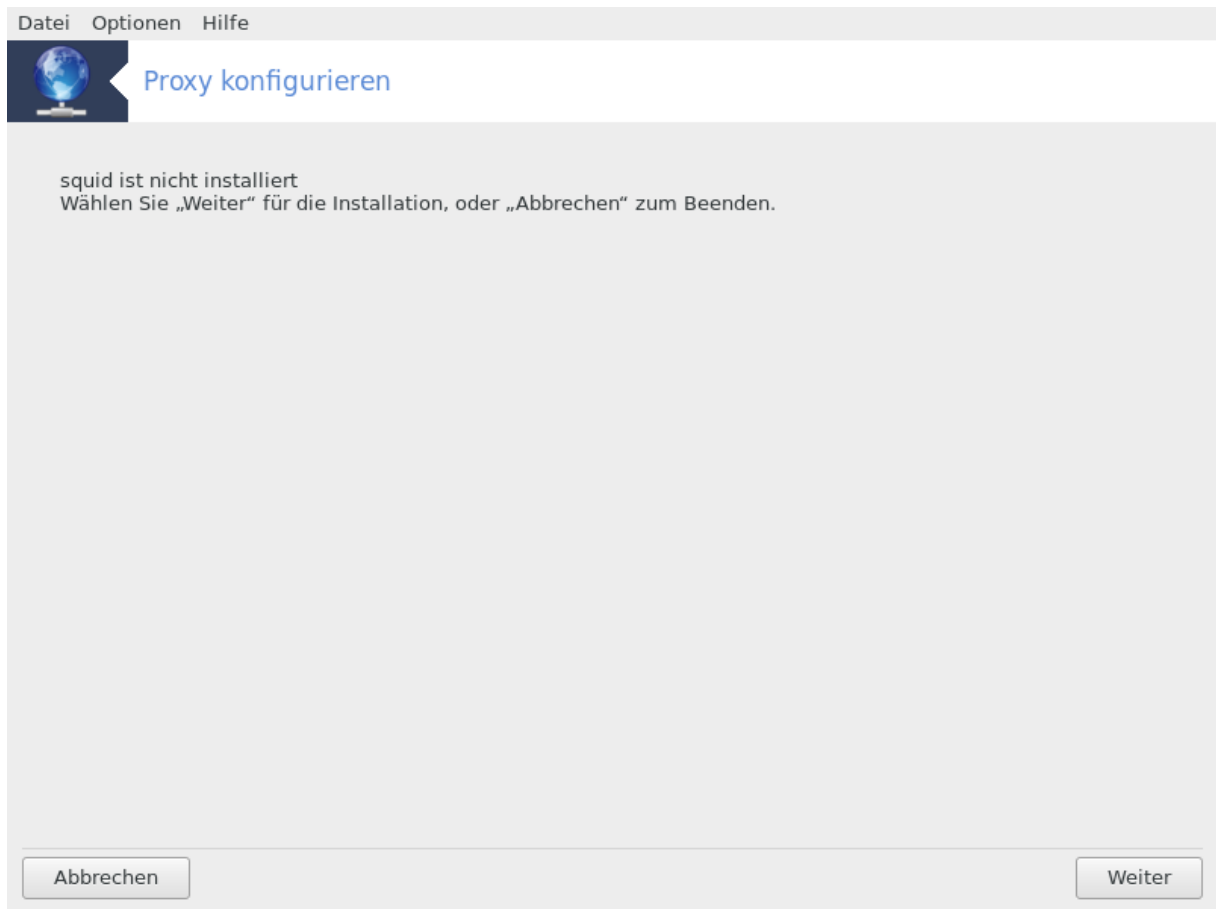 Datei Optionen Hilfe
Proxy konfigurieren
squid ist nicht installiert
Wählen Sie „Weiter“ für die Installation, oder „Abbrechen“ zum Beenden.
Abbrechen Weiter